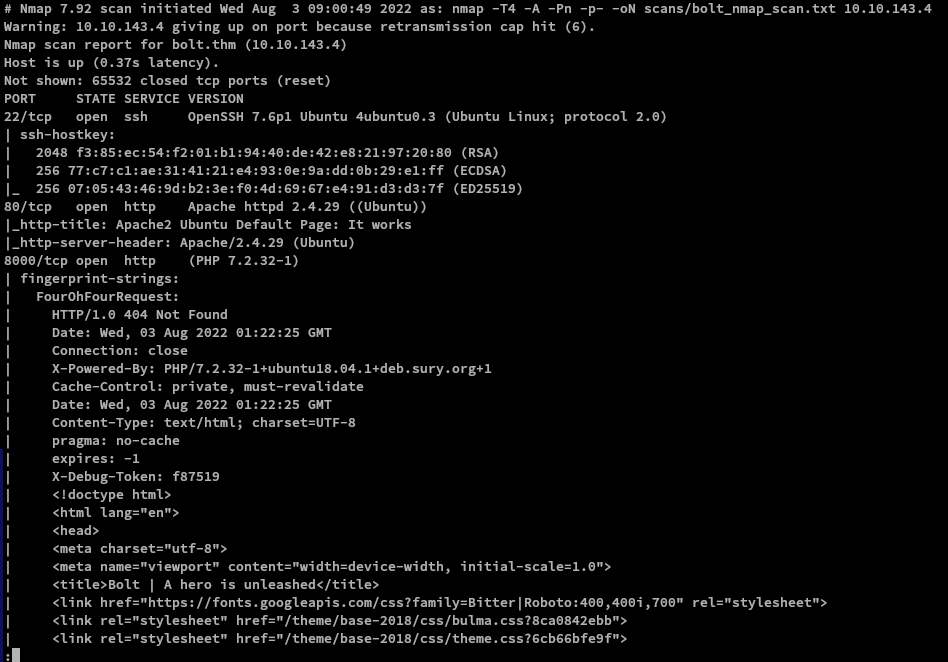 # Nmap 7.92 scan initiated Wed Aug  3 09:00:49 2022 as: nmap -T4 -A -Pn -p- -oN scans/bolt_nmap_scan.txt 10.10.143.4
Warning: 10.10.143.4 giving up on port because retransmission cap hit (6).
Nmap scan report for bolt.thm (10.10.143.4)
Host is up (0.37s latency).
Not shown: 65532 closed tcp ports (reset)
PORT     STATE SERVICE VERSION
22/tcp   open  ssh     OpenSSH 7.6p1 Ubuntu 4ubuntu0.3 (Ubuntu Linux; protocol 2.0)
| ssh-hostkey:
|   2048 f3:85:ec:54:f2:01:b1:94:40:de:42:e8:21:97:20:80 (RSA)
|   256 77:c7:c1:ae:31:41:21:e4:93:0e:9a:dd:0b:29:e1:ff (ECDSA)
|_  256 07:05:43:46:9d:b2:3e:f0:4d:69:67:e4:91:d3:d3:7f (ED25519)
80/tcp   open  http    Apache httpd 2.4.29 ((Ubuntu))
|_http-title: Apache2 Ubuntu Default Page: It works
|_http-server-header: Apache/2.4.29 (Ubuntu)
8000/tcp open  http    (PHP 7.2.32-1)
| fingerprint-strings:
|   FourOhFourRequest:
|     HTTP/1.0 404 Not Found
|     Date: Wed, 03 Aug 2022 01:22:25 GMT
|     Connection: close
|     X-Powered-By: PHP/7.2.32-1+ubuntu18.04.1+deb.sury.org+1
|     Cache-Control: private, must-revalidate
|     Date: Wed, 03 Aug 2022 01:22:25 GMT
|     Content-Type: text/html; charset=UTF-8
|     pragma: no-cache
|     expires: -1
|     X-Debug-Token: f87519
|     <!doctype html>
|     <html lang="en">
|     <head>
|     <meta charset="utf-8">
|     <meta name="viewport" content="width=device-width, initial-scale=1.0">
|     <title>Bolt | A hero is unleashed</title>
|     <link href="https://fonts.googleapis.com/css?family=Bitter|Roboto:400,400i,700" rel="stylesheet">
|     <link rel="stylesheet" href="/theme/base-2018/css/bulma.css?8ca0842ebb">
|     <link rel="stylesheet" href="/theme/base-2018/css/theme.css?6cb66bfe9f">
: